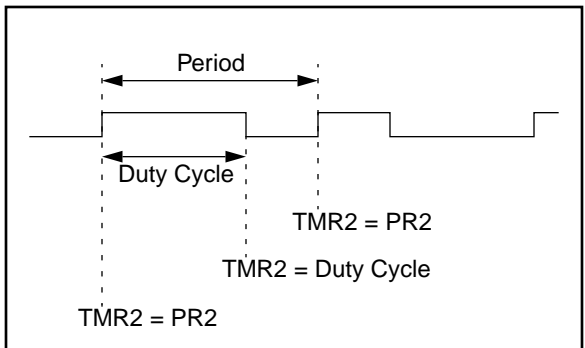 Period
Duty Cycle
TMR2 = PR2
TMR2 = Duty Cycle
TMR2 = PR2